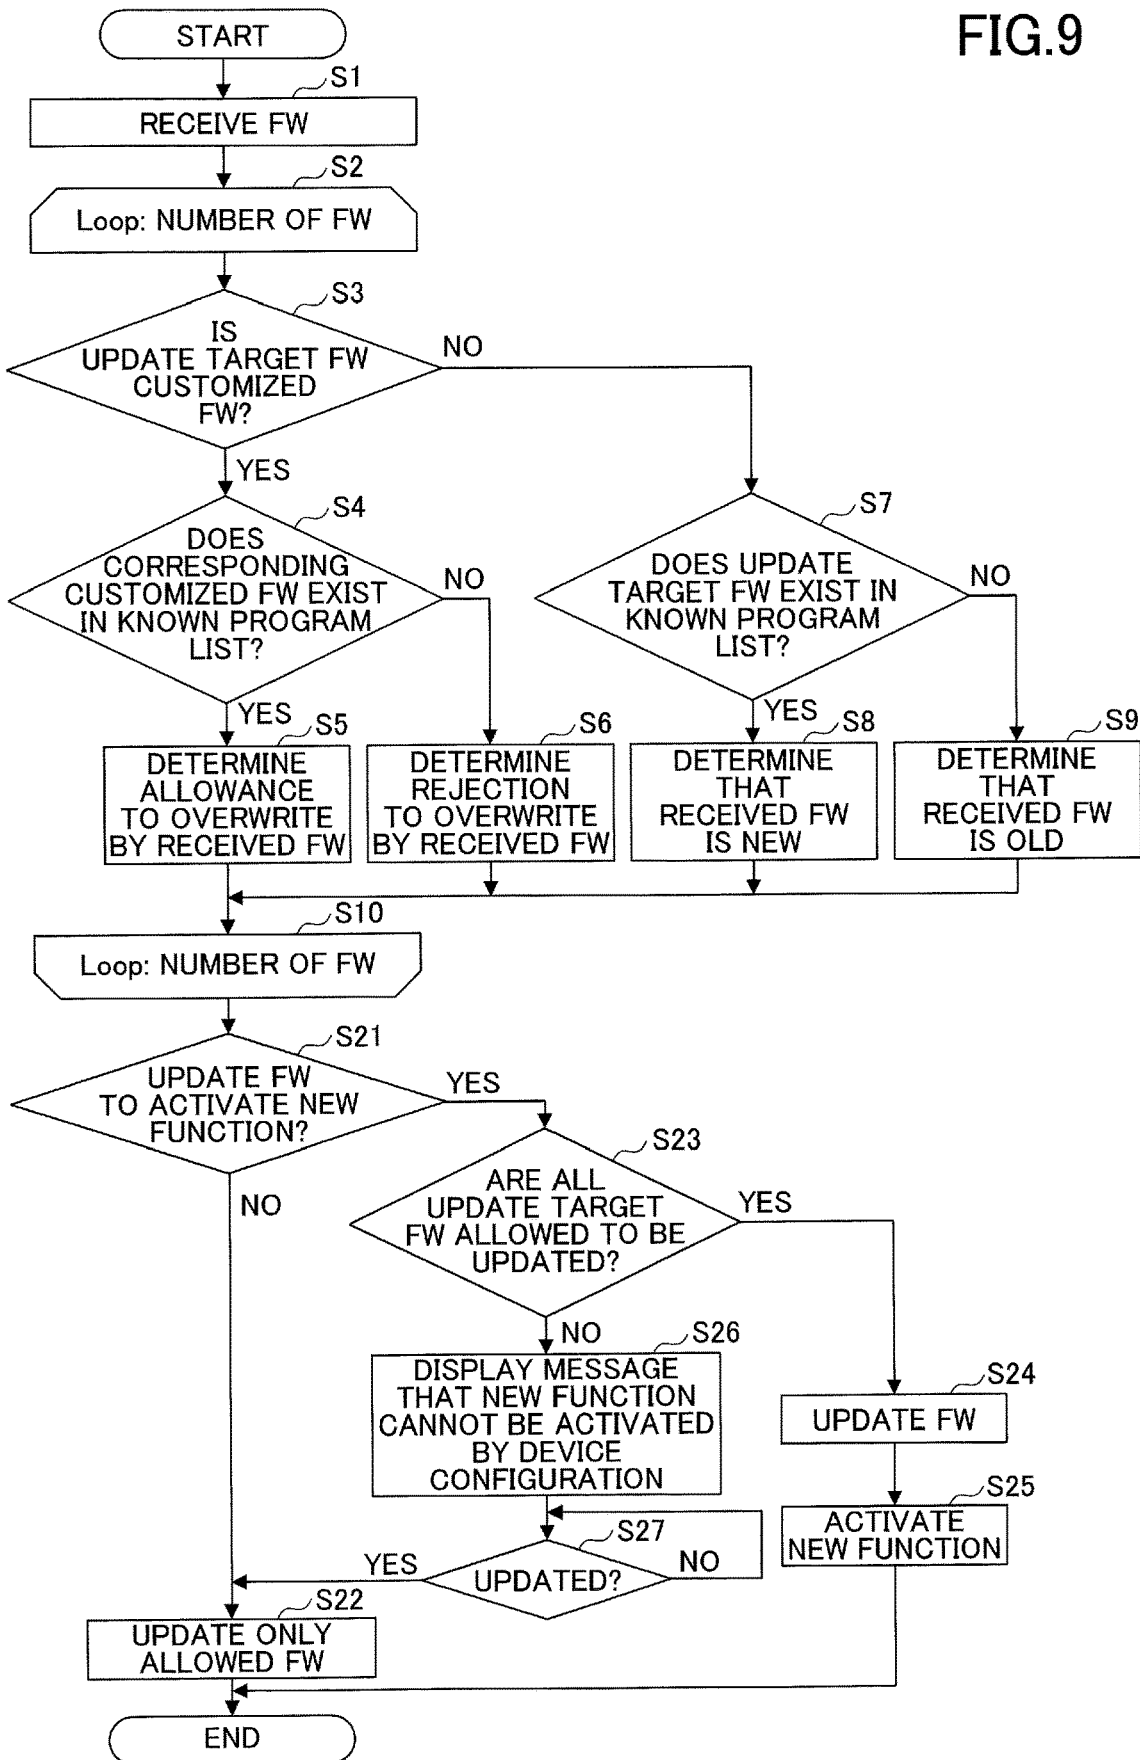 FIG.9
START
S1
RECEIVE FW
S2
Loop: NUMBER OF FW
S3
IS
UPDATE TARGET FW
CUSTOMIZED
FW?
NO
YES
S4
DOES
CORRESPONDING
CUSTOMIZED FW EXIST
IN KNOWN PROGRAM
LIST?
NO
YES
S7
DOES UPDATE
TARGET FW EXIST IN
KNOWN PROGRAM
LIST?
NO
YES
S5
DETERMINE
ALLOWANCE
TO OVERWRITE
BY RECEIVED FW
S6
DETERMINE
REJECTION
TO OVERWRITE
BY RECEIVED FW
S8
DETERMINE
THAT
RECEIVED FW
IS NEW
S9
DETERMINE
THAT
RECEIVED FW
IS OLD
S10
Loop: NUMBER OF FW
S21
UPDATE FW
TO ACTIVATE NEW
FUNCTION?
YES
NO
S23
ARE ALL
UPDATE TARGET
FW ALLOWED TO BE
UPDATED?
YES
NO
S26
DISPLAY MESSAGE
THAT NEW FUNCTION
CANNOT BE ACTIVATED
BY DEVICE
CONFIGURATION
S24
UPDATE FW
S25
ACTIVATE
NEW FUNCTION
S27
UPDATED?
YES
NO
S22
UPDATE ONLY
ALLOWED FW
END